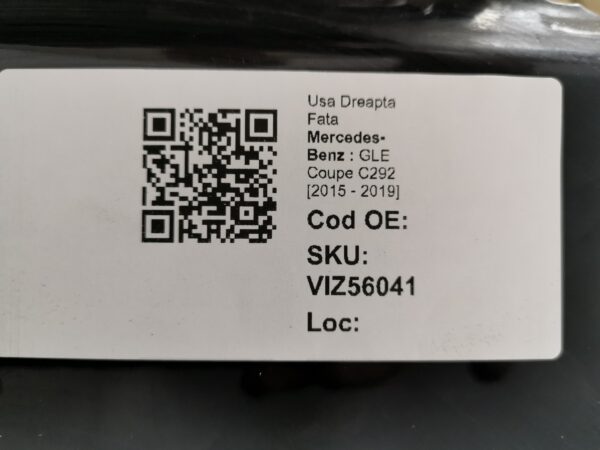 Usa Dreapta
Fata
Mercedes-
Benz : GLE
Coupe C292
[2015 - 2019]
Cod OE:
SKU:
VIZ56041
Loc: